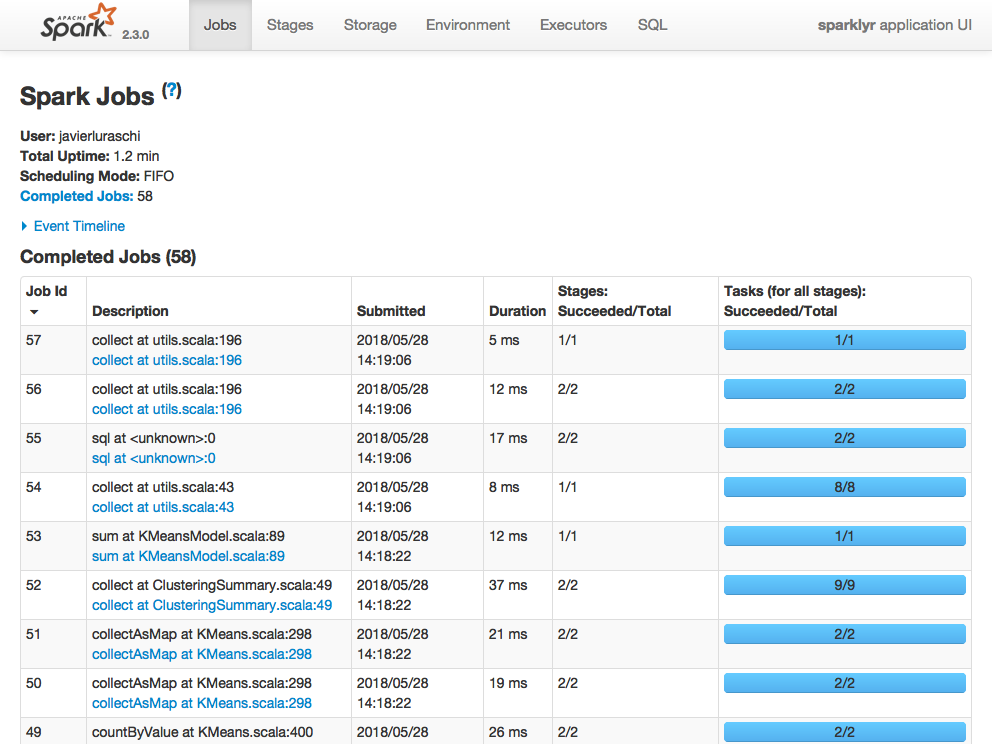 APACHE
Spark 2.3.0 Jobs Stages Storage Environment Executors SQL sparklyr application UI
Spark Jobs (?)
User: javierluraschi
Total Uptime: 1.2 min
Scheduling Mode: FIFO
Completed Jobs: 58
Event Timeline
Completed Jobs (58)
Job Id Description Submitted Duration Stages: Succeeded/Total Tasks (for all stages): Succeeded/Total
57 collect at utils.scala:196 2018/05/28 5 ms 1/1 1/1
collect at utils.scala:196 14:19:06
56 collect at utils.scala:196 2018/05/28 12 ms 2/2 2/2
collect at utils.scala:196 14:19:06
55 sql at <unknown>:0 2018/05/28 17 ms 2/2 2/2
sql at <unknown>:0 14:19:06
54 collect at utils.scala:43 2018/05/28 8 ms 1/1 8/8
collect at utils.scala:43 14:19:06
53 sum at KMeansModel.scala:89 2018/05/28 12 ms 1/1 1/1
sum at KMeansModel.scala:89 14:18:22
52 collect at ClusteringSummary.scala:49 2018/05/28 37 ms 2/2 9/9
collect at ClusteringSummary.scala:49 14:18:22
51 collectAsMap at KMeans.scala:298 2018/05/28 21 ms 2/2 2/2
collectAsMap at KMeans.scala:298 14:18:22
50 collectAsMap at KMeans.scala:298 2018/05/28 19 ms 2/2 2/2
collectAsMap at KMeans.scala:298 14:18:22
49 countByValue at KMeans.scala:400 2018/05/28 26 ms 2/2 2/2